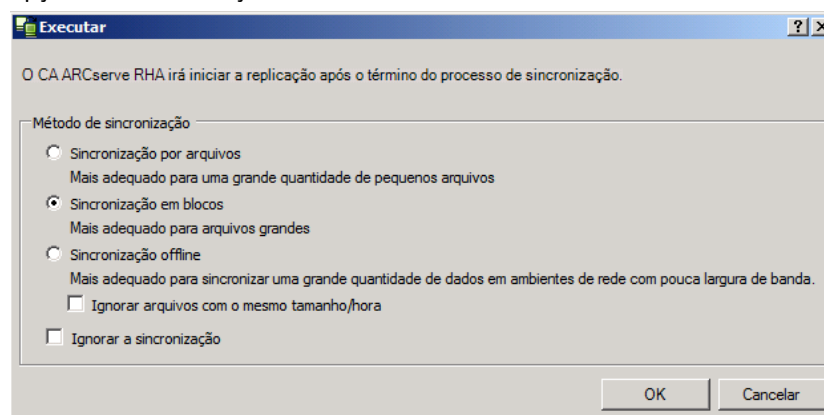 Executar
O CA ARCserve RHA irá iniciar a replicação após o término do processo de sincronização.
Método de sincronização
Sincronização por arquivos
Mais adequado para uma grande quantidade de pequenos arquivos
Sincronização em blocos
Mais adequado para arquivos grandes
Sincronização offline
Mais adequado para sincronizar uma grande quantidade de dados em ambientes de rede com pouca largura de banda.
Ignorar arquivos com o mesmo tamanho/hora
Ignorar a sincronização
OK Cancelar